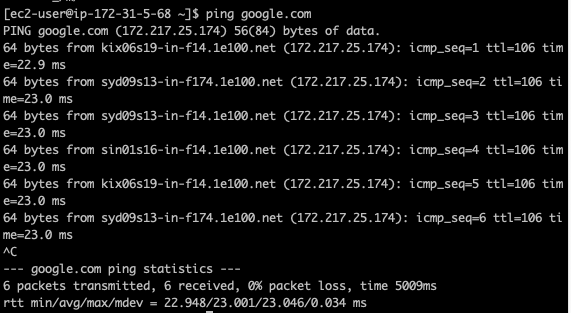 [ec2-user@ip-172-31-5-68 ~]$ ping google.com
PING google.com (172.217.25.174) 56(84) bytes of data.
64 bytes from kix06s19-in-f14.1e100.net (172.217.25.174): icmp_seq=1 ttl=106 tim
e=22.9 ms
64 bytes from syd09s13-in-f174.1e100.net (172.217.25.174): icmp_seq=2 ttl=106 ti
me=23.0 ms
64 bytes from syd09s13-in-f14.1e100.net (172.217.25.174): icmp_seq=3 ttl=106 tim
e=23.0 ms
64 bytes from sin01s16-in-f14.1e100.net (172.217.25.174): icmp_seq=4 ttl=106 tim
e=23.0 ms
64 bytes from kix06s19-in-f14.1e100.net (172.217.25.174): icmp_seq=5 ttl=106 tim
e=23.0 ms
64 bytes from syd09s13-in-f174.1e100.net (172.217.25.174): icmp_seq=6 ttl=106 ti
me=23.0 ms
^C
--- google.com ping statistics ---
6 packets transmitted, 6 received, 0% packet loss, time 5009ms
rtt min/avg/max/mdev = 22.948/23.001/23.046/0.034 ms